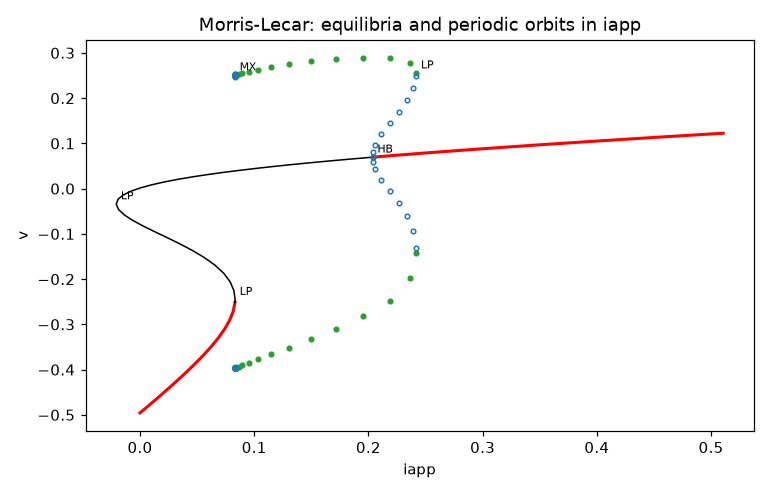 Morris-Lecar: equilibria and periodic orbits in iapp
0.3
0.2
0.1
0.0
−0.1
−0.2
−0.3
−0.4
−0.5
v
MX
LP
HB
LP
LP
0.0 0.1 0.2 0.3 0.4 0.5
iapp